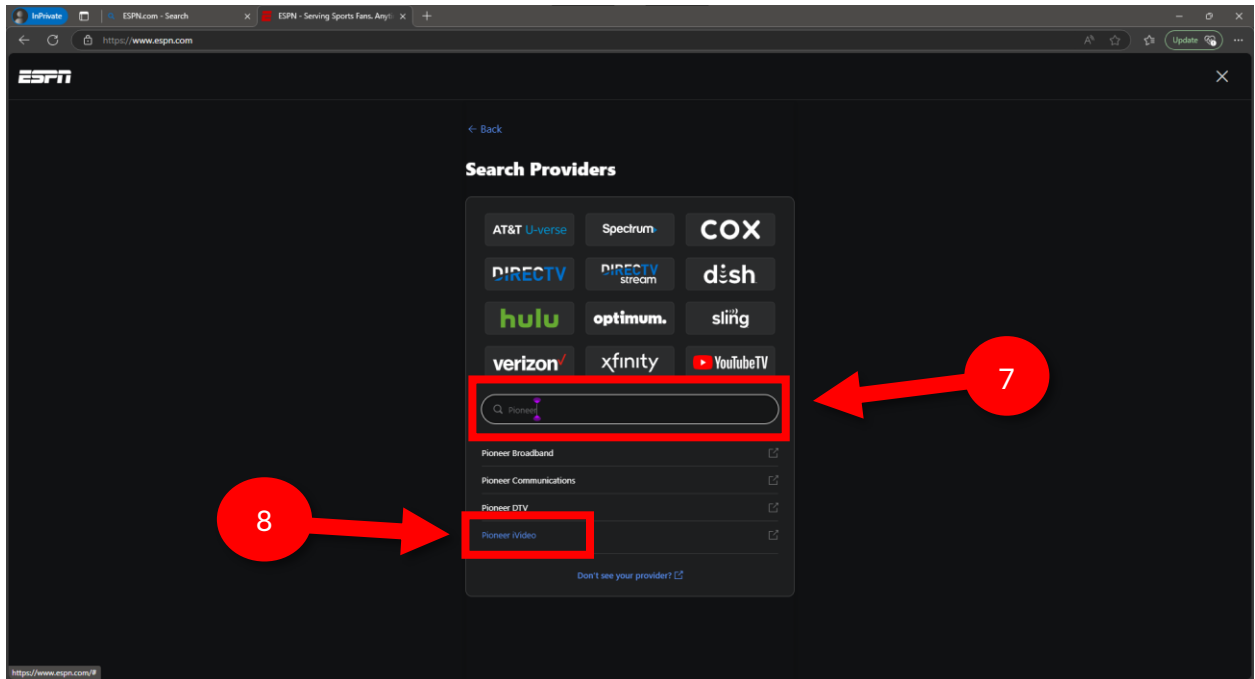 InPrivate ESPN.com - Search ESPN - Serving Sports Fans. Anyti
https://www.espn.com Update
ESPN
Back
Search Providers
AT&T U-verse Spectrum COX
DIRECTV DIRECTV stream dish
hulu optimum. sling
verizon xfinity YouTubeTV
7
Pioneer
Pioneer Broadband
Pioneer Communications
8
Pioneer DTV
Pioneer iVideo
Don't see your provider?
https://www.espn.com/#